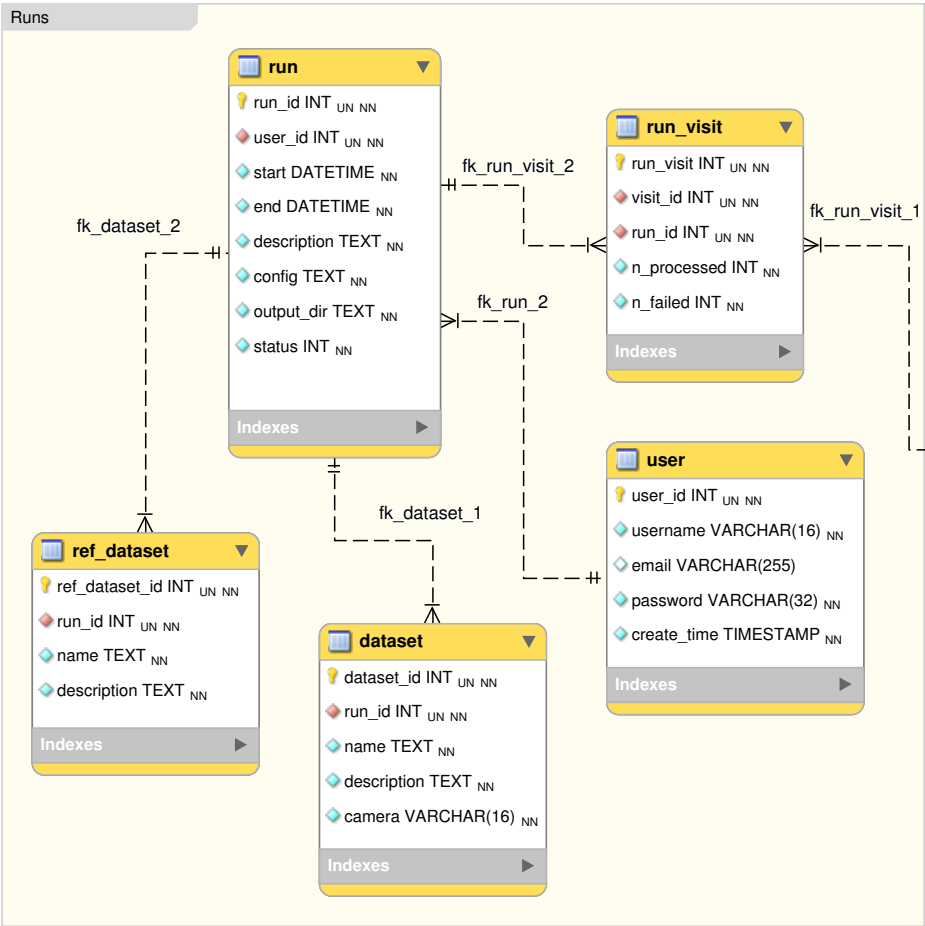 Runs
run
run_id INT UN NN
user_id INT UN NN
start DATETIME NN
end DATETIME NN
description TEXT NN
config TEXT NN
output_dir TEXT NN
status INT NN
Indexes
run_visit
run_visit INT UN NN
visit_id INT UN NN
run_id INT UN NN
n_processed INT NN
n_failed INT NN
Indexes
fk_run_visit_2
fk_run_visit_1
fk_dataset_2
fk_run_2
fk_dataset_1
user
user_id INT UN NN
username VARCHAR(16) NN
email VARCHAR(255)
password VARCHAR(32) NN
create_time TIMESTAMP NN
Indexes
ref_dataset
ref_dataset_id INT UN NN
run_id INT UN NN
name TEXT NN
description TEXT NN
Indexes
dataset
dataset_id INT UN NN
run_id INT UN NN
name TEXT NN
description TEXT NN
camera VARCHAR(16) NN
Indexes